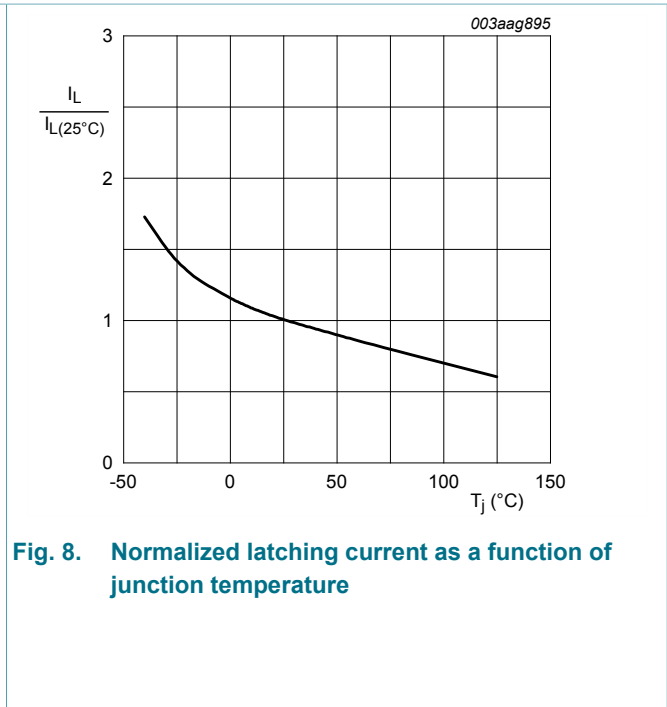 003aag895
3
I_L
I_L(25°C)
2
1
0
-50 0 50 100 150
T_j (°C)
Fig. 8. Normalized latching current as a function of
junction temperature